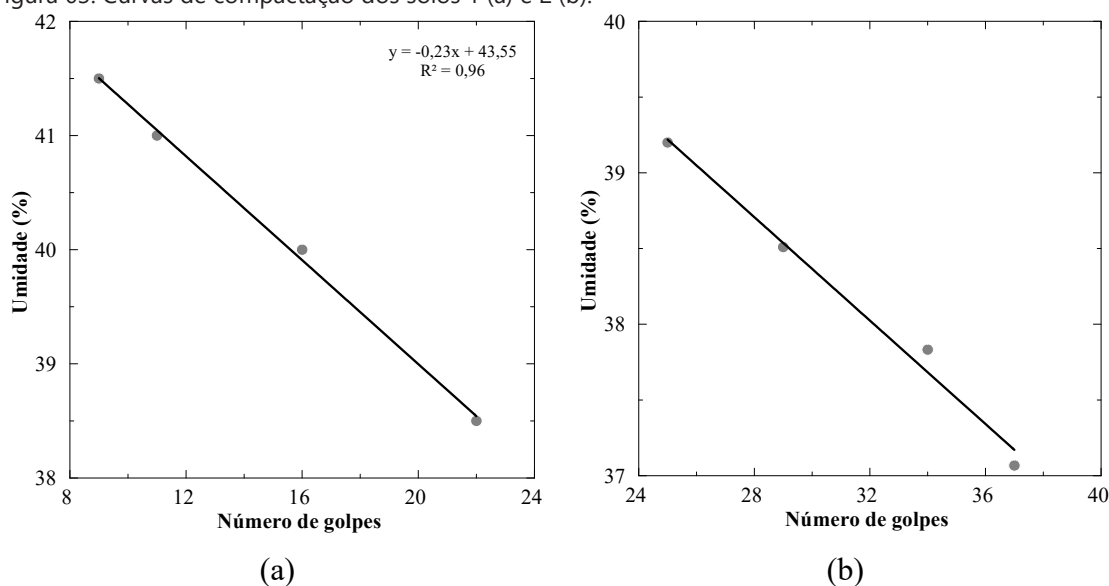 Figura 03. Curvas de compactação dos solos 1 (a) e 2 (b).
42
41
40
39
38
8
12
16
20
24
y = -0,23x + 43,55
R² = 0,96
Umidade (%)
Número de golpes
(a)
40
39
38
37
24
28
32
36
40
Umidade (%)
Número de golpes
(b)